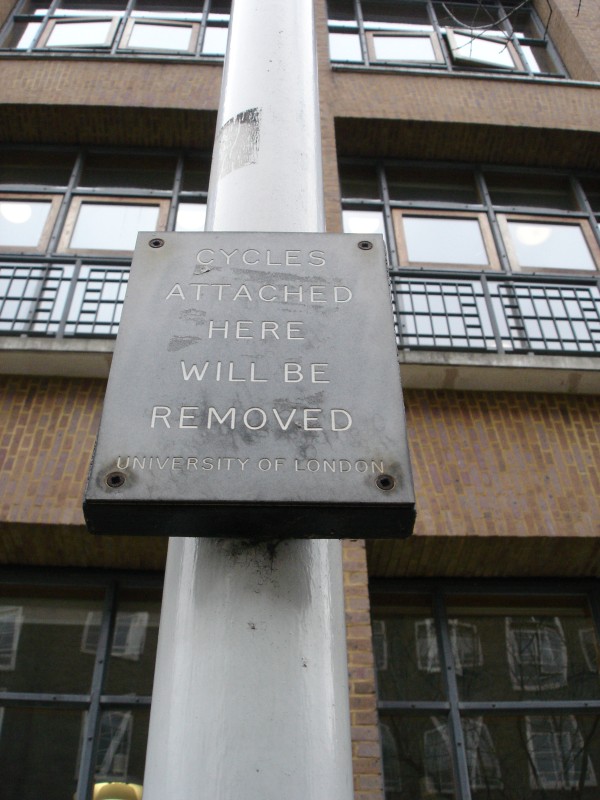 CYCLES
ATTACHED
HERE
WILL BE
REMOVED
UNIVERSITY OF LONDON